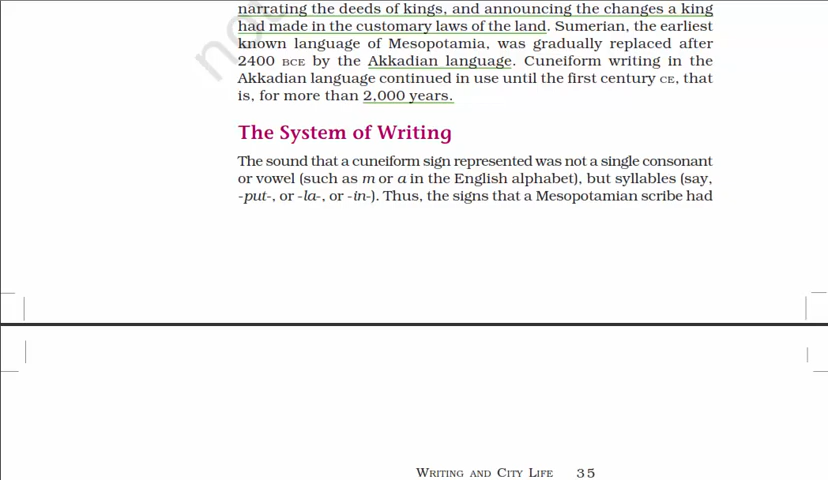 narrating the deeds of kings, and announcing the changes a king
had made in the customary laws of the land. Sumerian, the earliest
known language of Mesopotamia, was gradually replaced after
2400 BCE by the Akkadian language. Cuneiform writing in the
Akkadian language continued in use until the first century CE, that
is, for more than 2,000 years.
The System of Writing
The sound that a cuneiform sign represented was not a single consonant
or vowel (such as m or a in the English alphabet), but syllables (say,
-put-, or -la-, or -in-). Thus, the signs that a Mesopotamian scribe had
WRITING AND CITY LIFE 35
not